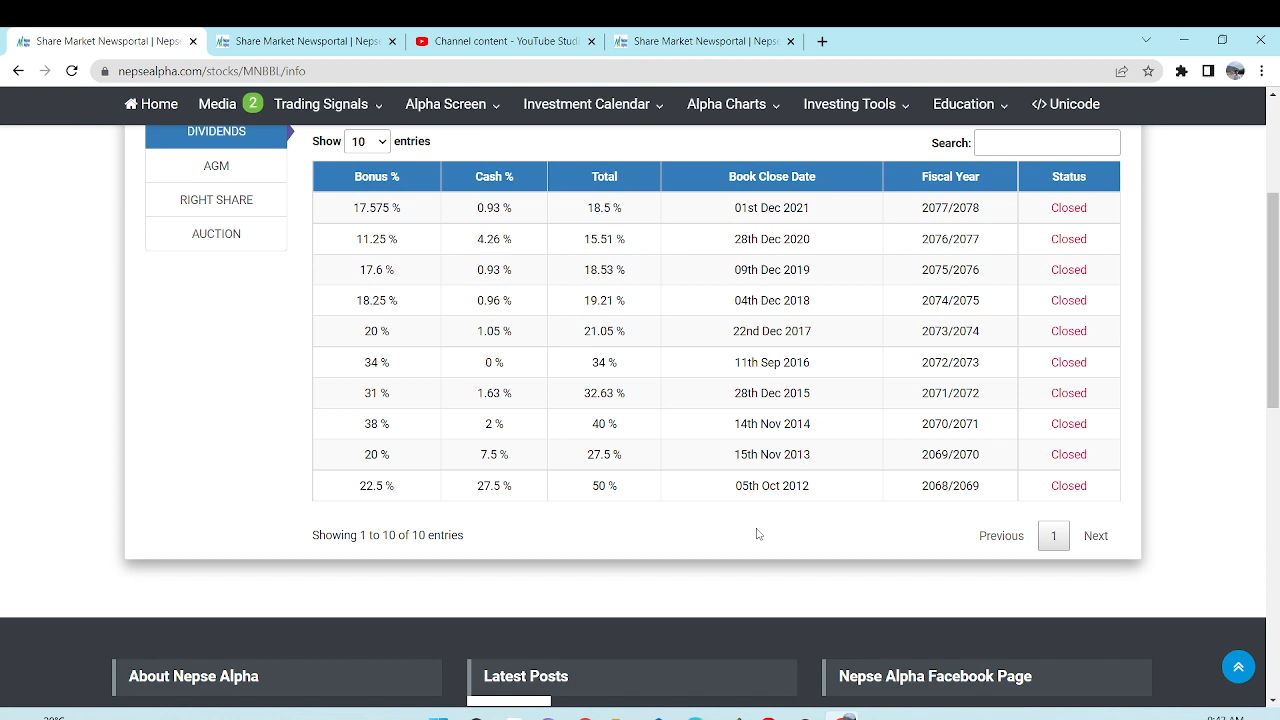 Share Market Newsportal | Nepse
Share Market Newsportal | Nepse
Channel content - YouTube Studi
Share Market Newsportal | Nepse
nepsealpha.com/stocks/MNBBL/info
Home Media 2 Trading Signals Alpha Screen Investment Calendar Alpha Charts Investing Tools Education </> Unicode
DIVIDENDS
AGM
RIGHT SHARE
AUCTION
Show 10 entries Search:
Bonus % Cash % Total Book Close Date Fiscal Year Status
17.575 % 0.93 % 18.5 % 01st Dec 2021 2077/2078 Closed
11.25 % 4.26 % 15.51 % 28th Dec 2020 2076/2077 Closed
17.6 % 0.93 % 18.53 % 09th Dec 2019 2075/2076 Closed
18.25 % 0.96 % 19.21 % 04th Dec 2018 2074/2075 Closed
20 % 1.05 % 21.05 % 22nd Dec 2017 2073/2074 Closed
34 % 0 % 34 % 11th Sep 2016 2072/2073 Closed
31 % 1.63 % 32.63 % 28th Dec 2015 2071/2072 Closed
38 % 2 % 40 % 14th Nov 2014 2070/2071 Closed
20 % 7.5 % 27.5 % 15th Nov 2013 2069/2070 Closed
22.5 % 27.5 % 50 % 05th Oct 2012 2068/2069 Closed
Showing 1 to 10 of 10 entries Previous 1 Next
About Nepse Alpha Latest Posts Nepse Alpha Facebook Page